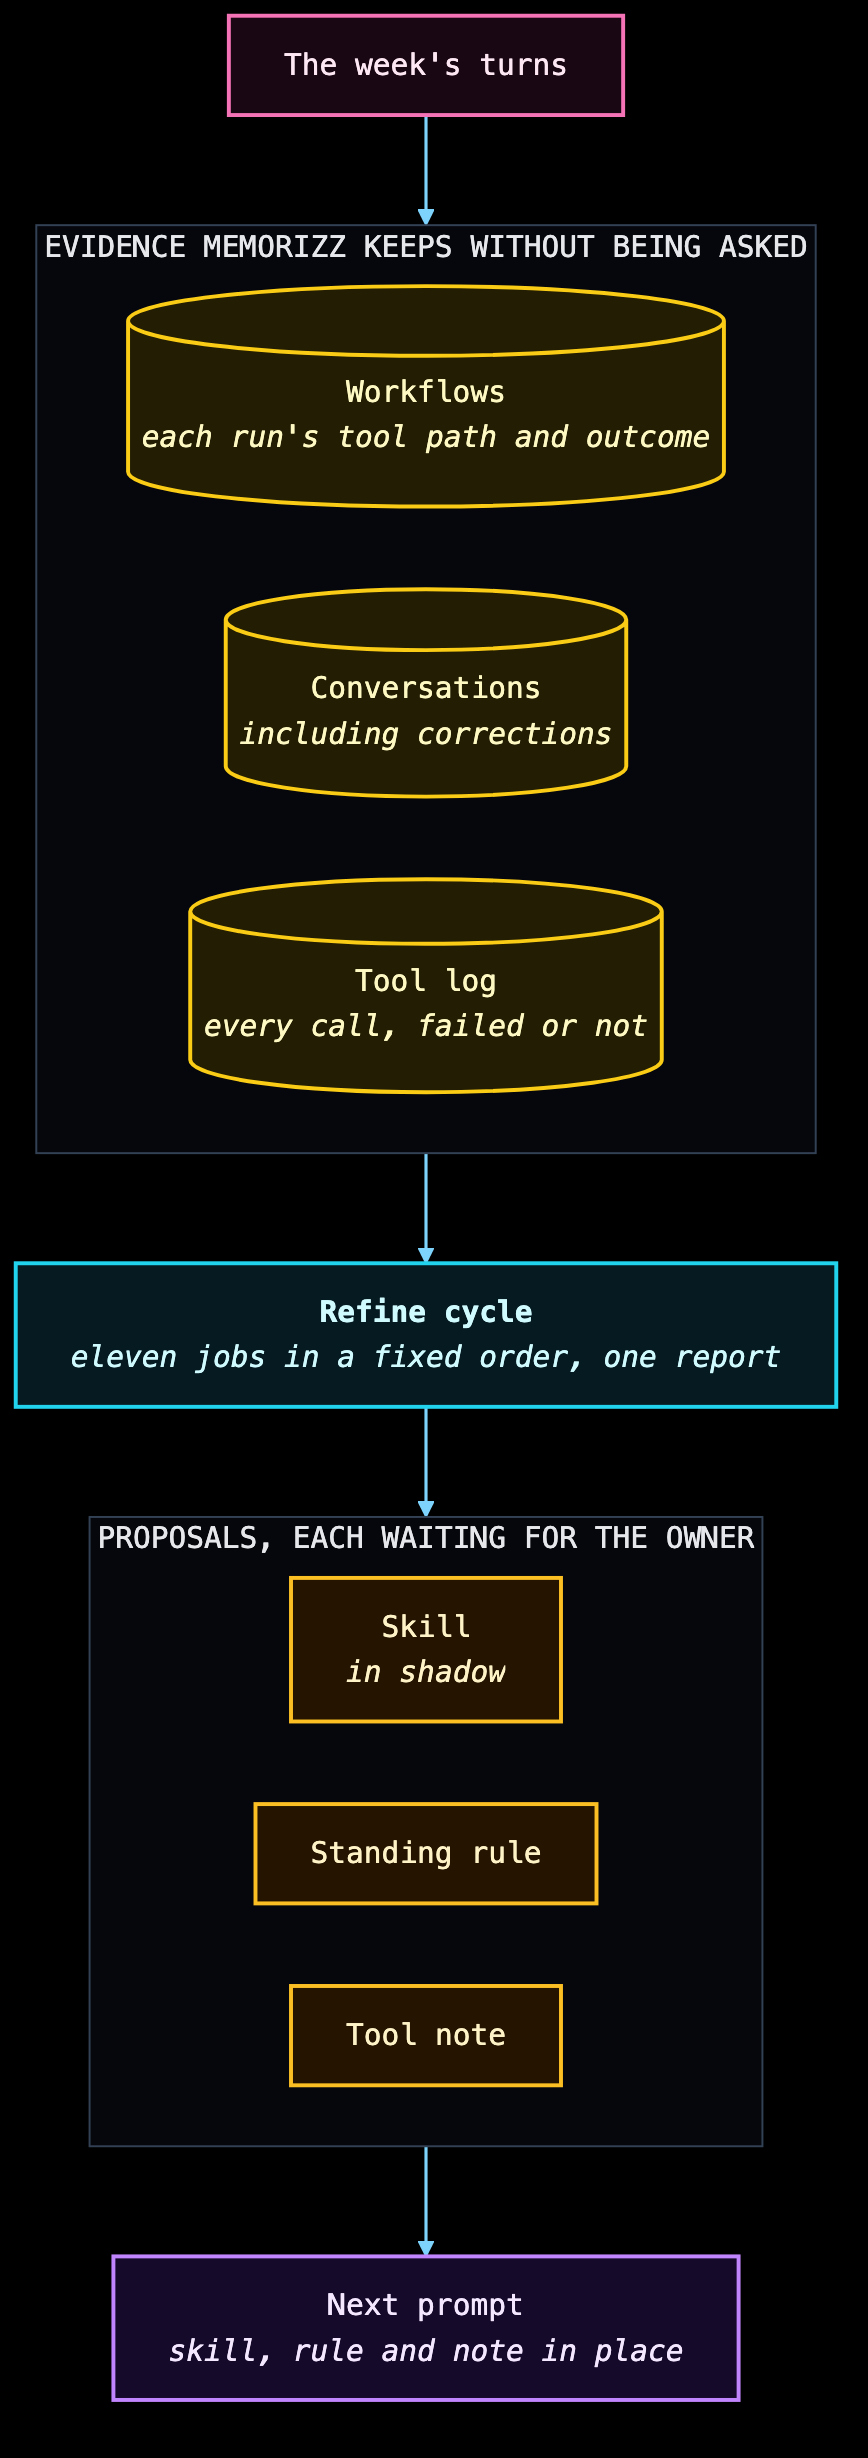 The week's turns
EVIDENCE MEMORIZZ KEEPS WITHOUT BEING ASKED
Workflows
each run's tool path and outcome
Conversations
including corrections
Tool log
every call, failed or not
Refine cycle
eleven jobs in a fixed order, one report
PROPOSALS, EACH WAITING FOR THE OWNER
Skill
in shadow
Standing rule
Tool note
Next prompt
skill, rule and note in place